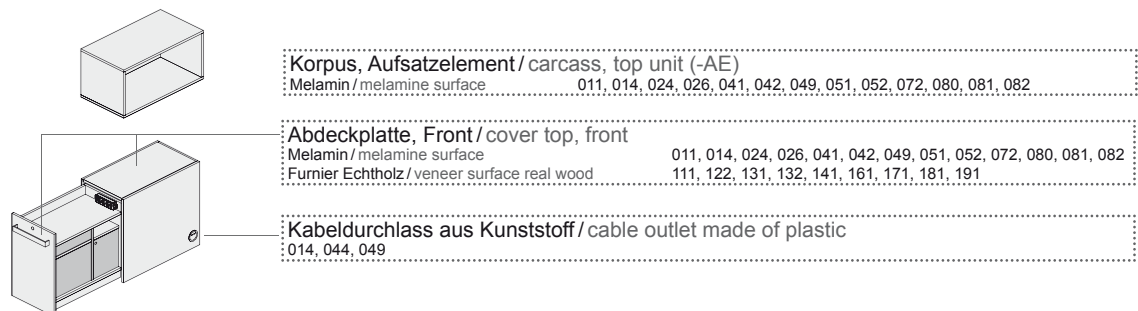 Korpus, Aufsatzelement / carcass, top unit (-AE)
Melamin / melamine surface 011, 014, 024, 026, 041, 042, 049, 051, 052, 072, 080, 081, 082
Abdeckplatte, Front / cover top, front
Melamin / melamine surface 011, 014, 024, 026, 041, 042, 049, 051, 052, 072, 080, 081, 082
Furnier Echtholz / veneer surface real wood 111, 122, 131, 132, 141, 161, 171, 181, 191
Kabeldurchlass aus Kunststoff / cable outlet made of plastic
014, 044, 049